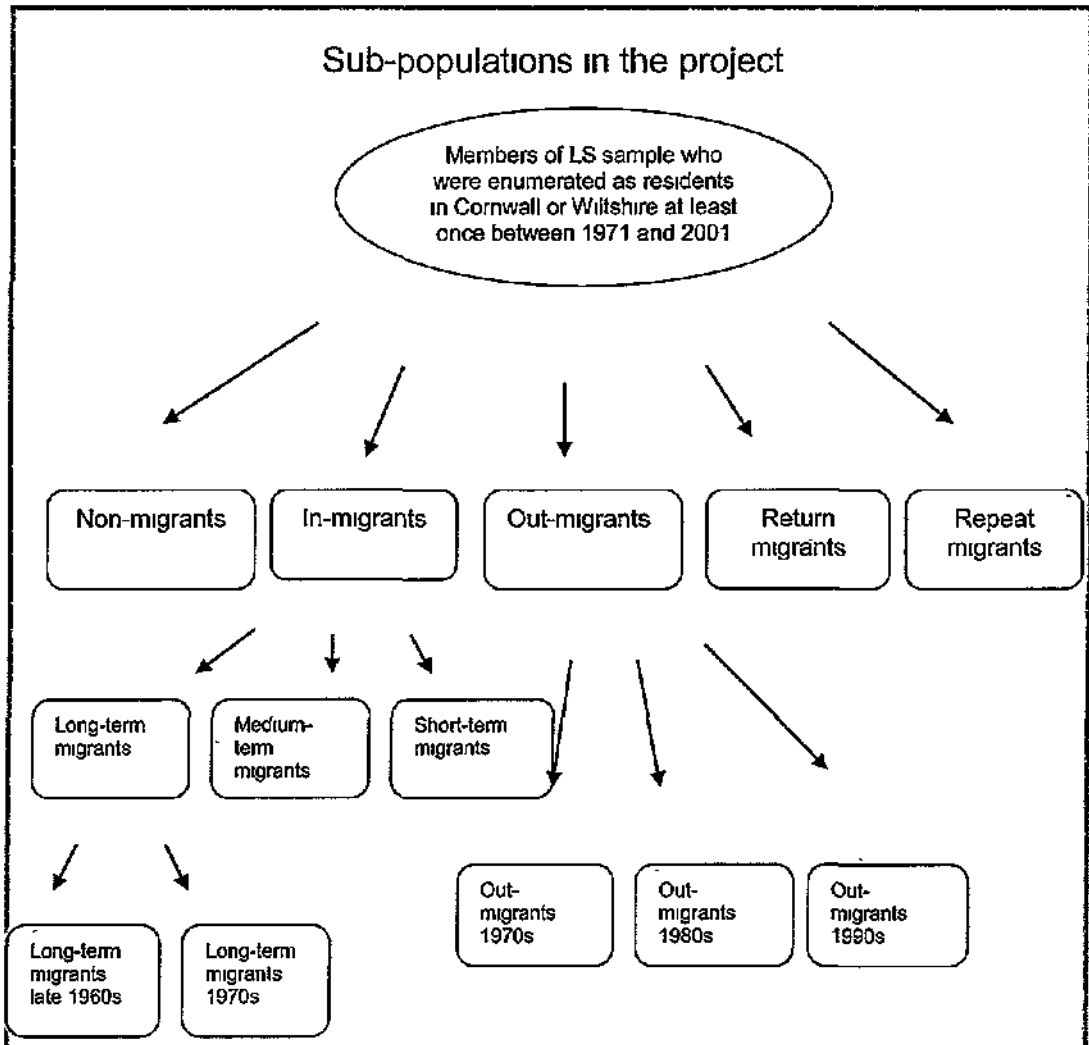 Sub-populations in the project
Members of LS sample who
were enumerated as residents
in Cornwall or Wiltshire at least
once between 1971 and 2001
Non-migrants
In-migrants
Out-migrants
Return
migrants
Repeat
migrants
Long-term
migrants
Medium-
term
migrants
Short-term
migrants
Out-
migrants
1970s
Out-
migrants
1980s
Out-
migrants
1990s
Long-term
migrants
late 1960s
Long-term
migrants
1970s